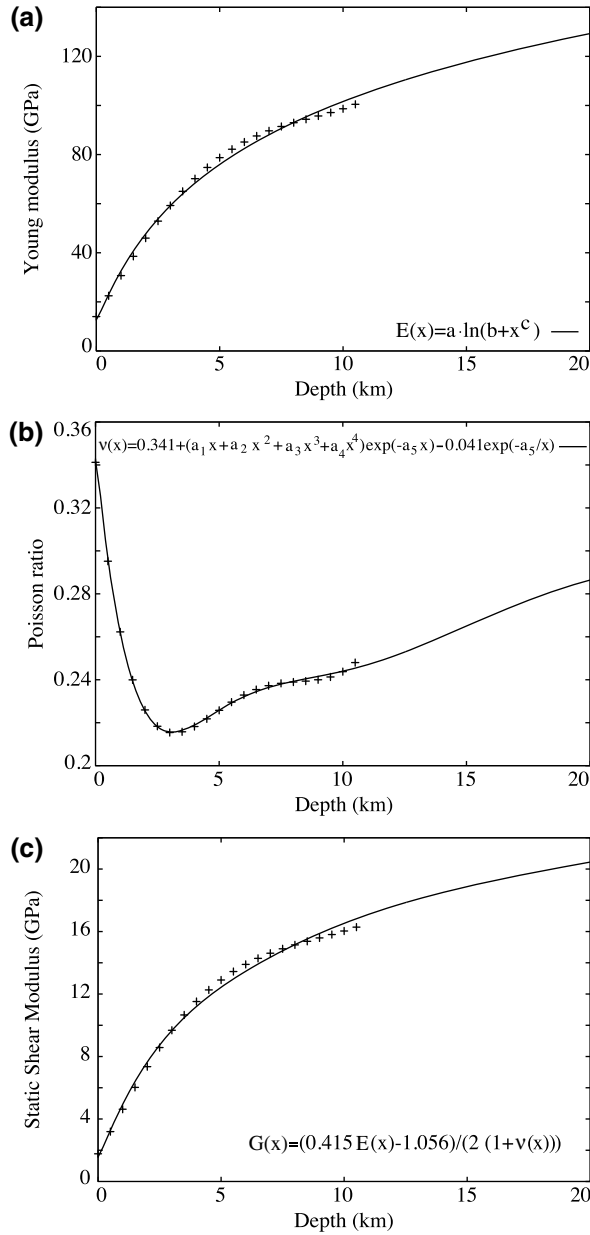 (a)
120
80
40
0
Young modulus (GPa)
E(x)=a·ln(b+x^c)
0 5 10 15 20
Depth (km)
(b)
0.36
0.32
0.28
0.24
0.2
Poisson ratio
ν(x)=0.341+(a₁x+a₂x²+a₃x³+a₄x⁴)exp(-a₅x)-0.041exp(-a₅/x)
0 5 10 15 20
Depth (km)
(c)
20
16
12
8
4
0
Static Shear Modulus (GPa)
G(x)=(0.415E(x)-1.056)/(2 (1+ν(x)))
0 5 10 15 20
Depth (km)